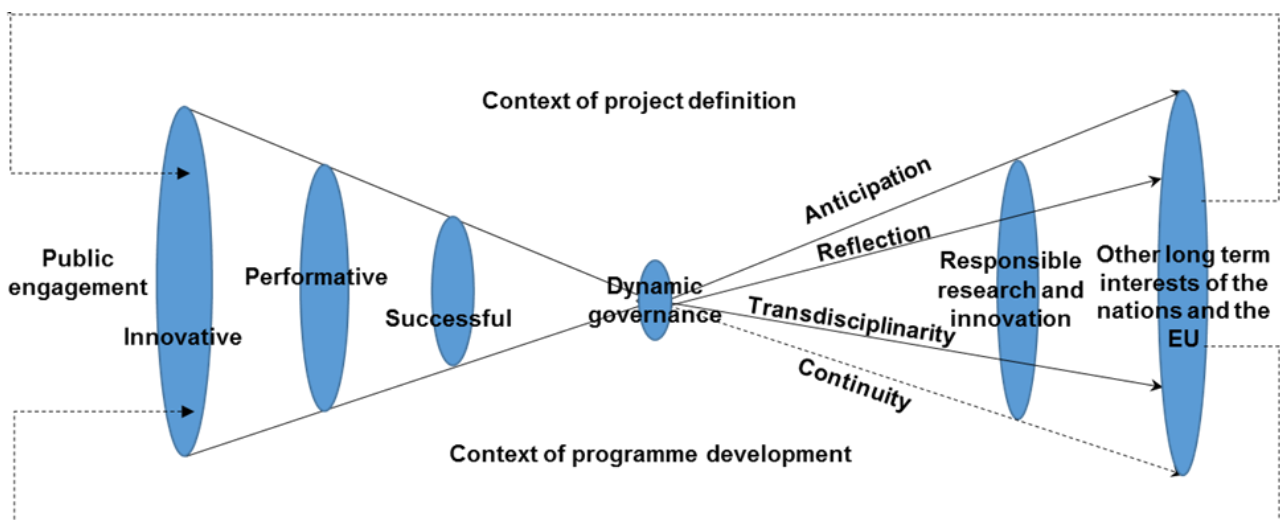 Context of project definition
Public
engagement
Innovative
Performative
Successful
Dynamic
governance
Anticipation
Reflection
Transdisciplinarity
Continuity
Responsible
research and
innovation
Other long term
interests of the
nations and the
EU
Context of programme development